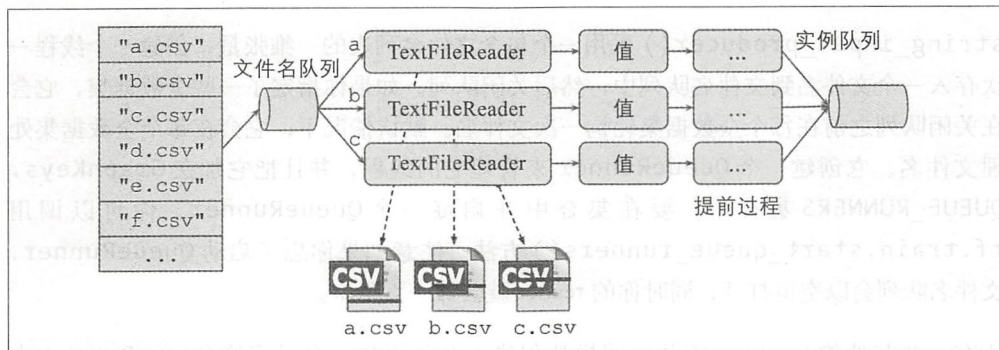 "a.csv"
"b.csv"
"c.csv"
"d.csv"
"e.csv"
"f.csv"
...
文件名队列
a
b
c
TextFileReader
TextFileReader
TextFileReader
值
值
值
...
...
...
实例队列
提前过程
CSV
CSV
CSV
a.csv
b.csv
c.csv